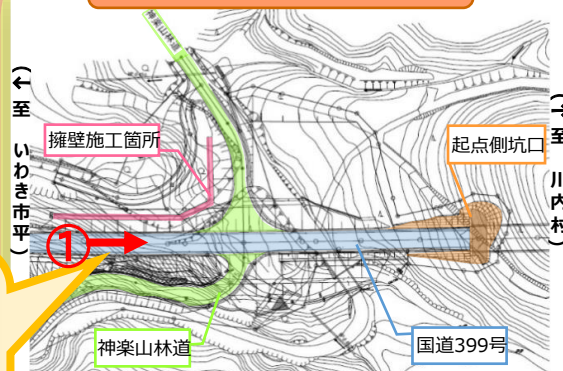 神楽山林道
(← 至 いわき市平)
擁壁施工箇所
起点側坑口
(→ 至 川内村)
①
神楽山林道
国道399号